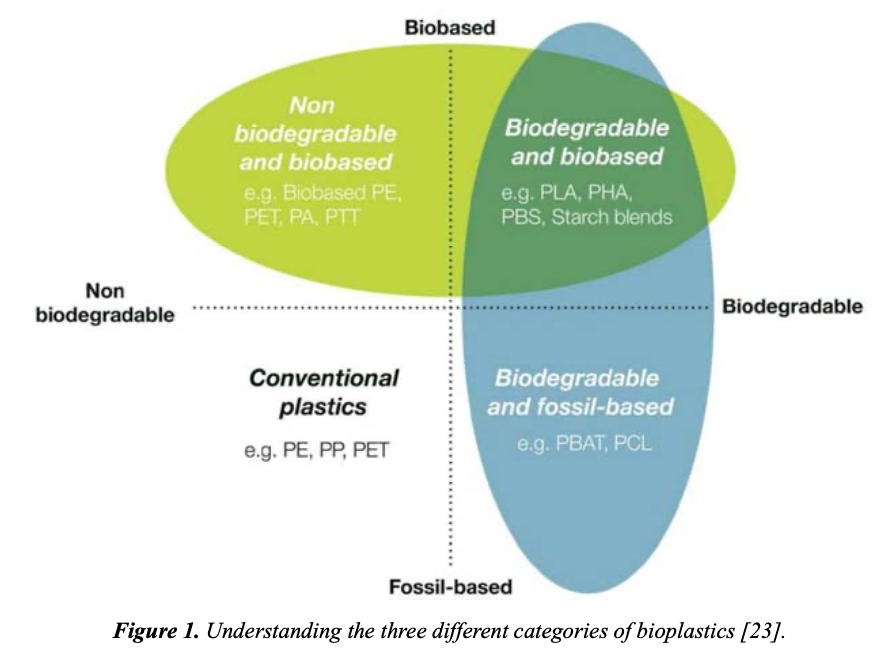 Biobased
Non
biodegradable
and biobased
e.g. Biobased PE,
PET, PA, PTT
Biodegradable
and biobased
e.g. PLA, PHA,
PBS, Starch blends
Non
biodegradable
Biodegradable
Conventional
plastics
e.g. PE, PP, PET
Biodegradable
and fossil-based
e.g. PBAT, PCL
Fossil-based
Figure 1. Understanding the three different categories of bioplastics [23].